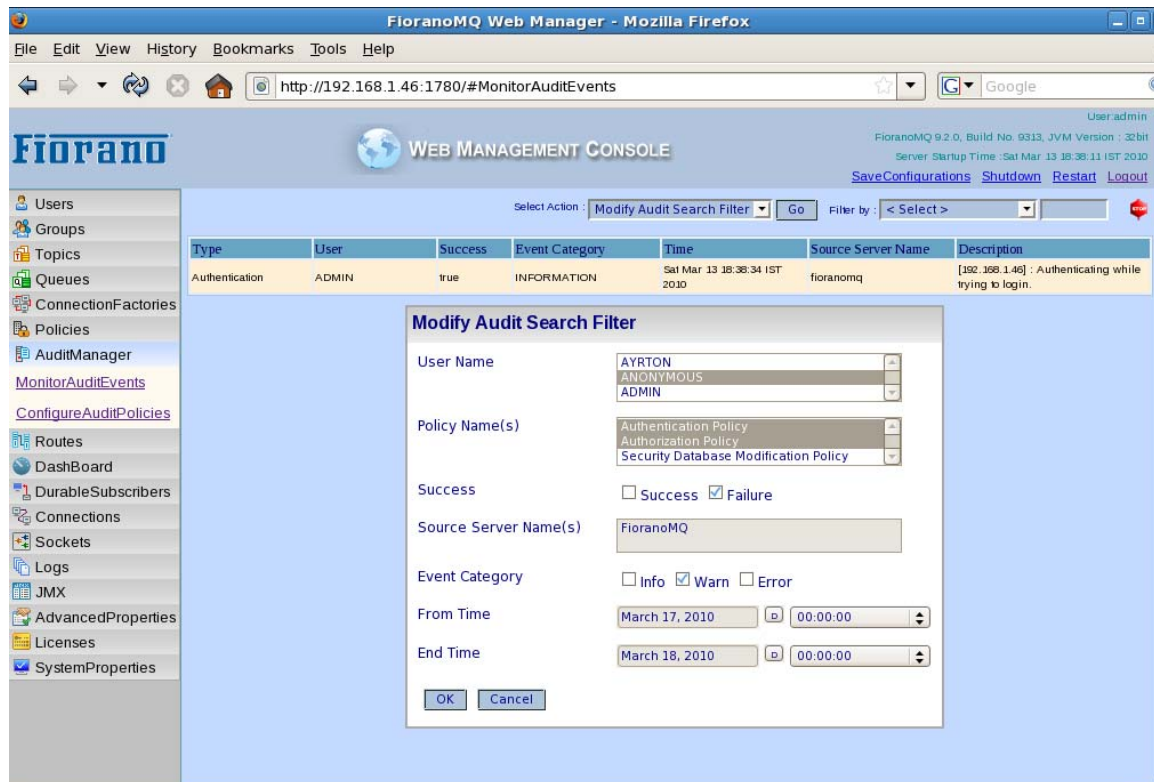 FioranoMQ Web Manager - Mozilla Firefox
File Edit View History Bookmarks Tools Help
http://192.168.1.46:1780/#MonitorAuditEvents
G Google
User:admin
Fiorano
WEB MANAGEMENT CONSOLE
FioranoMQ 9.2.0, Build No. 9313, JVM Version : 32bit
Server Startup Time :Sat Mar 13 18:38:11 IST 2010
SaveConfigurations Shutdown Restart Logout
Users
Groups
Topics
Queues
ConnectionFactories
Policies
AuditManager
MonitorAuditEvents
ConfigureAuditPolicies
Routes
DashBoard
DurableSubscribers
Connections
Sockets
Logs
JMX
AdvancedProperties
Licenses
SystemProperties
Select Action : Modify Audit Search Filter Go Filter by : < Select > STOP
Type User Success Event Category Time Source Server Name Description
Authentication ADMIN true INFORMATION Sat Mar 13 18:38:34 IST 2010 fioranomq [192.168.1.46] : Authenticating while trying to login.
Modify Audit Search Filter
User Name
AYRTON
ANONYMOUS
ADMIN
Policy Name(s)
Authentication Policy
Authorization Policy
Security Database Modification Policy
Success
Success Failure
Source Server Name(s)
FioranoMQ
Event Category
Info Warn Error
From Time
March 17, 2010 D 00:00:00
End Time
March 18, 2010 D 00:00:00
OK Cancel